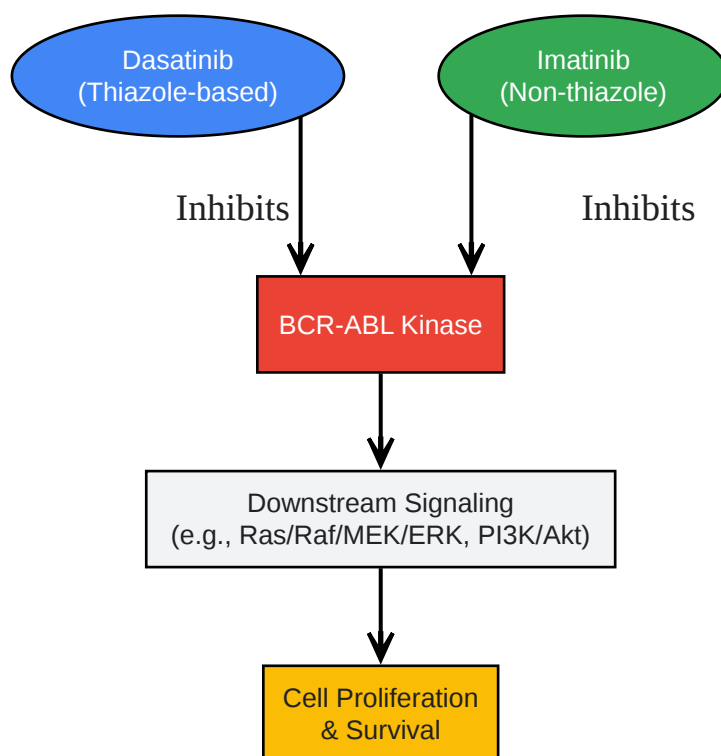 Dasatinib
(Thiazole-based)
Imatinib
(Non-thiazole)
Inhibits
Inhibits
BCR-ABL Kinase
Downstream Signaling
(e.g., Ras/Raf/MEK/ERK, PI3K/Akt)
Cell Proliferation
& Survival